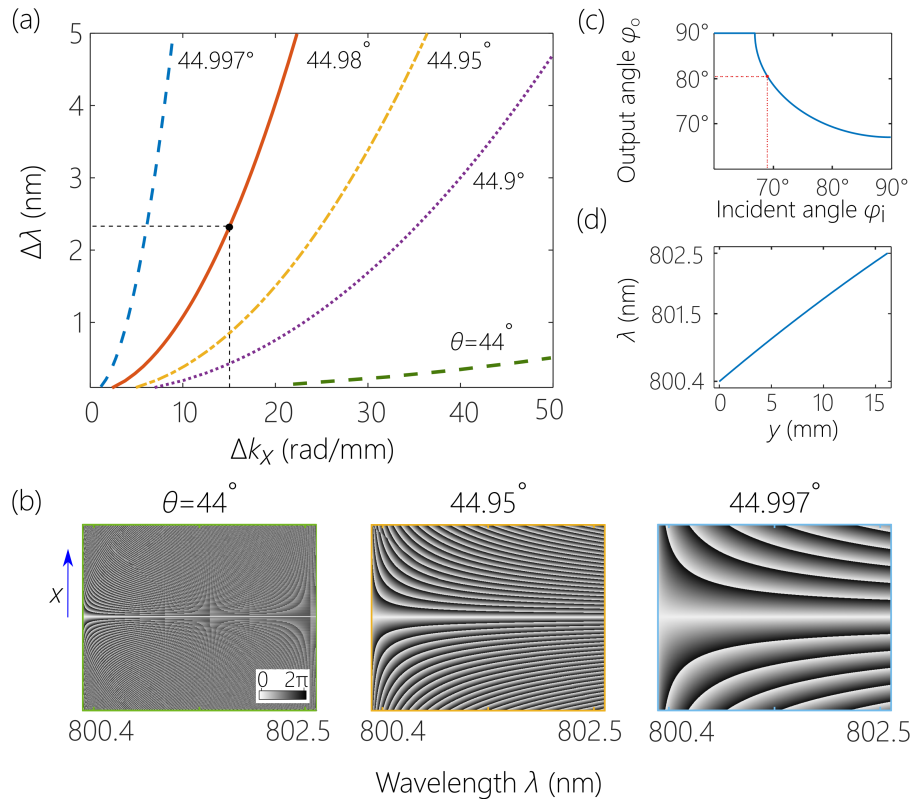 (a)
5
4
3
2
1
Δλ (nm)
44.997°
44.98°
44.95°
44.9°
θ=44°
0
10
20
30
40
50
Δkx (rad/mm)
(c)
90°
80°
70°
Output angle φo
70°
80°
90°
Incident angle φi
(d)
802.5
801.5
800.4
λ (nm)
0
5
10
15
y (mm)
(b)
θ=44°
44.95°
44.997°
x
0 2π
800.4
802.5
800.4
802.5
800.4
802.5
Wavelength λ (nm)